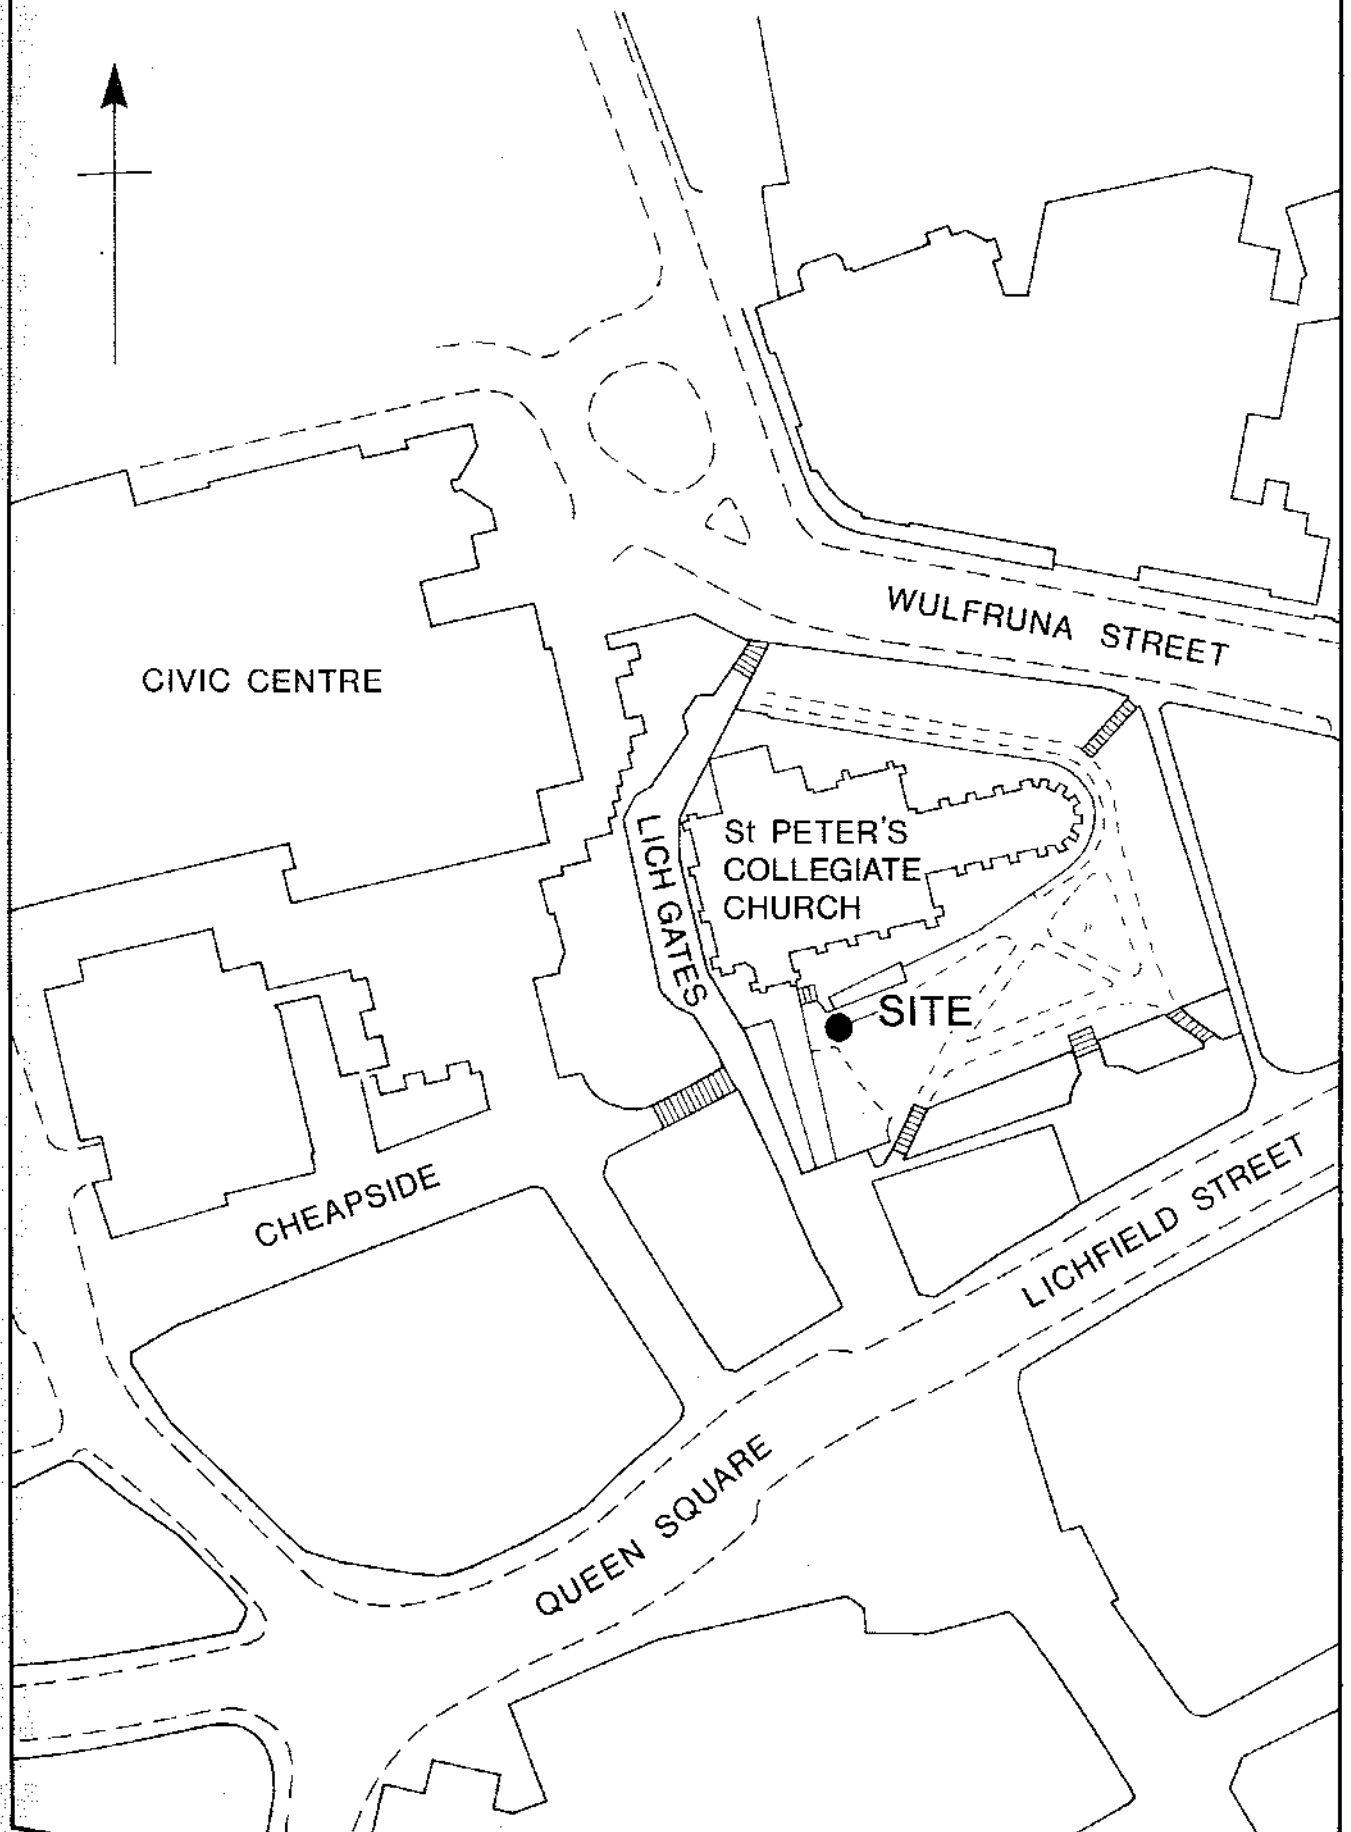 WULFRUNA STREET
CIVIC CENTRE
St PETER'S
COLLEGIATE
CHURCH
LICH GATES
SITE
CHEAPSIDE
LICHFIELD STREET
QUEEN SQUARE